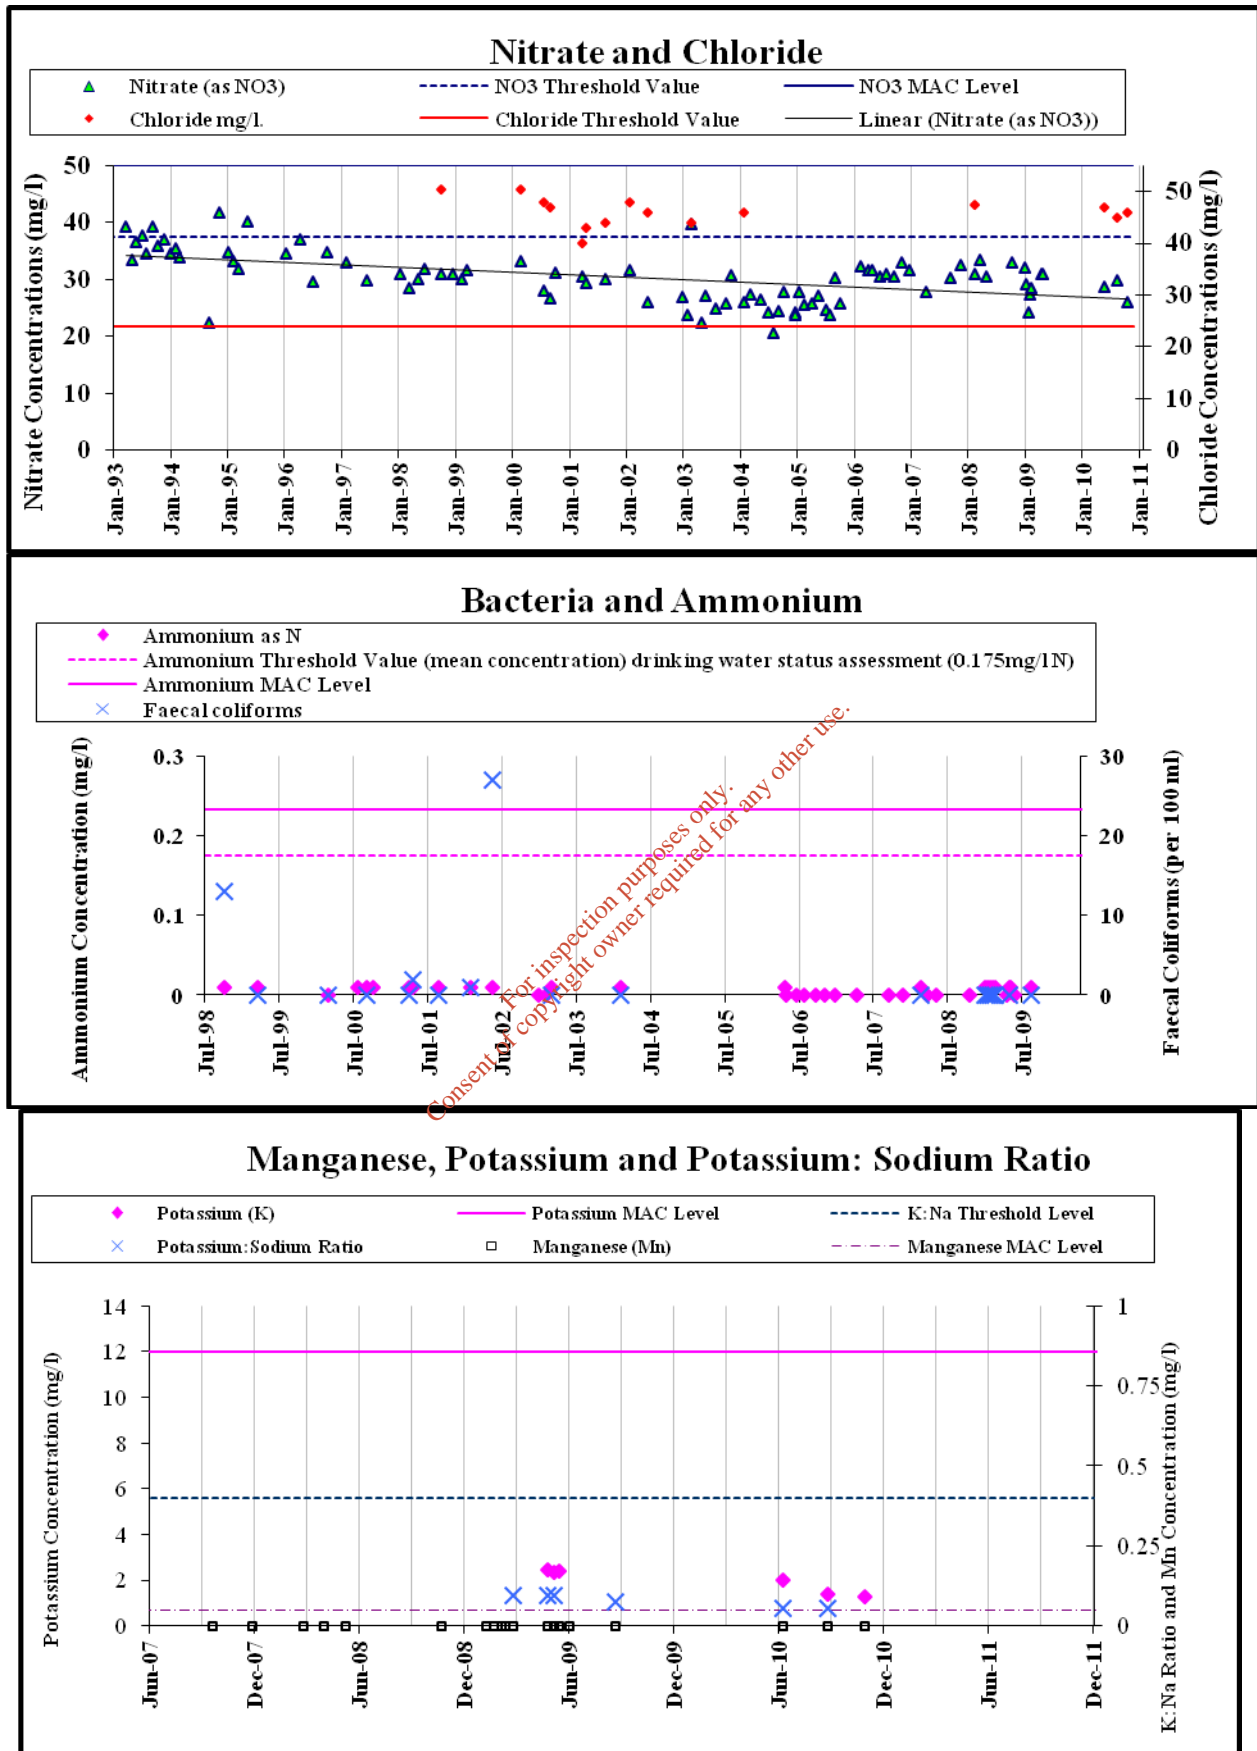 Nitrate and Chloride
Nitrate (as NO3) NO3 Threshold Value NO3 MAC Level
Chloride mg/l. Chloride Threshold Value Linear (Nitrate (as NO3))
Nitrate Concentrations (mg/l)
50
40
30
20
10
0
Chloride Concentrations (mg/l)
50
40
30
20
10
0
Jan-93 Jan-94 Jan-95 Jan-96 Jan-97 Jan-98 Jan-99 Jan-00 Jan-01 Jan-02 Jan-03 Jan-04 Jan-05 Jan-06 Jan-07 Jan-08 Jan-09 Jan-10 Jan-11
Bacteria and Ammonium
Ammonium as N
Ammonium Threshold Value (mean concentration) drinking water status assessment (0.175mg/l N)
Ammonium MAC Level
Faecal coliforms
Ammonium Concentration (mg/l)
0.3
0.2
0.1
0
Faecal Coliforms (per 100 ml)
30
20
10
0
Jul-98 Jul-99 Jul-00 Jul-01 Jul-02 Jul-03 Jul-04 Jul-05 Jul-06 Jul-07 Jul-08 Jul-09
For inspection purposes only.
Consent of copyright owner required for any other use.
Manganese, Potassium and Potassium: Sodium Ratio
Potassium (K) Potassium MAC Level K:Na Threshold Level
Potassium:Sodium Ratio Manganese (Mn) Manganese MAC Level
Potassium Concentration (mg/l)
14
12
10
8
6
4
2
0
K:Na Ratio and Mn Concentration (mg/l)
1
0.75
0.5
0.25
0
Jun-07 Dec-07 Jun-08 Dec-08 Jun-09 Dec-09 Jun-10 Dec-10 Jun-11 Dec-11